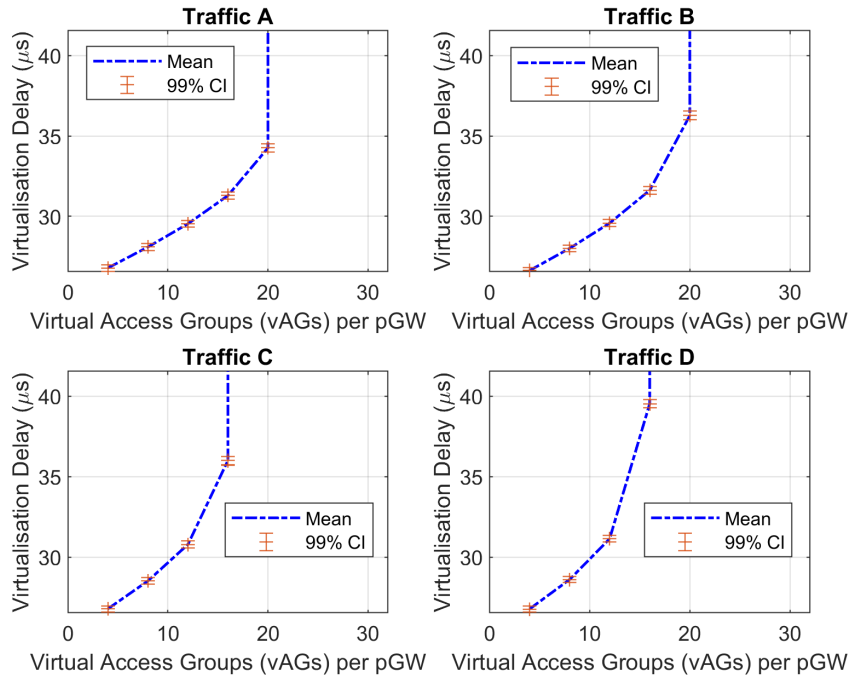 Traffic A
Virtualisation Delay (μs)
40
35
30
Mean
99% CI
0
10
20
30
Virtual Access Groups (vAGs) per pGW
Traffic B
Virtualisation Delay (μs)
40
35
30
Mean
99% CI
0
10
20
30
Virtual Access Groups (vAGs) per pGW
Traffic C
Virtualisation Delay (μs)
40
35
30
Mean
99% CI
0
10
20
30
Virtual Access Groups (vAGs) per pGW
Traffic D
Virtualisation Delay (μs)
40
35
30
Mean
99% CI
0
10
20
30
Virtual Access Groups (vAGs) per pGW